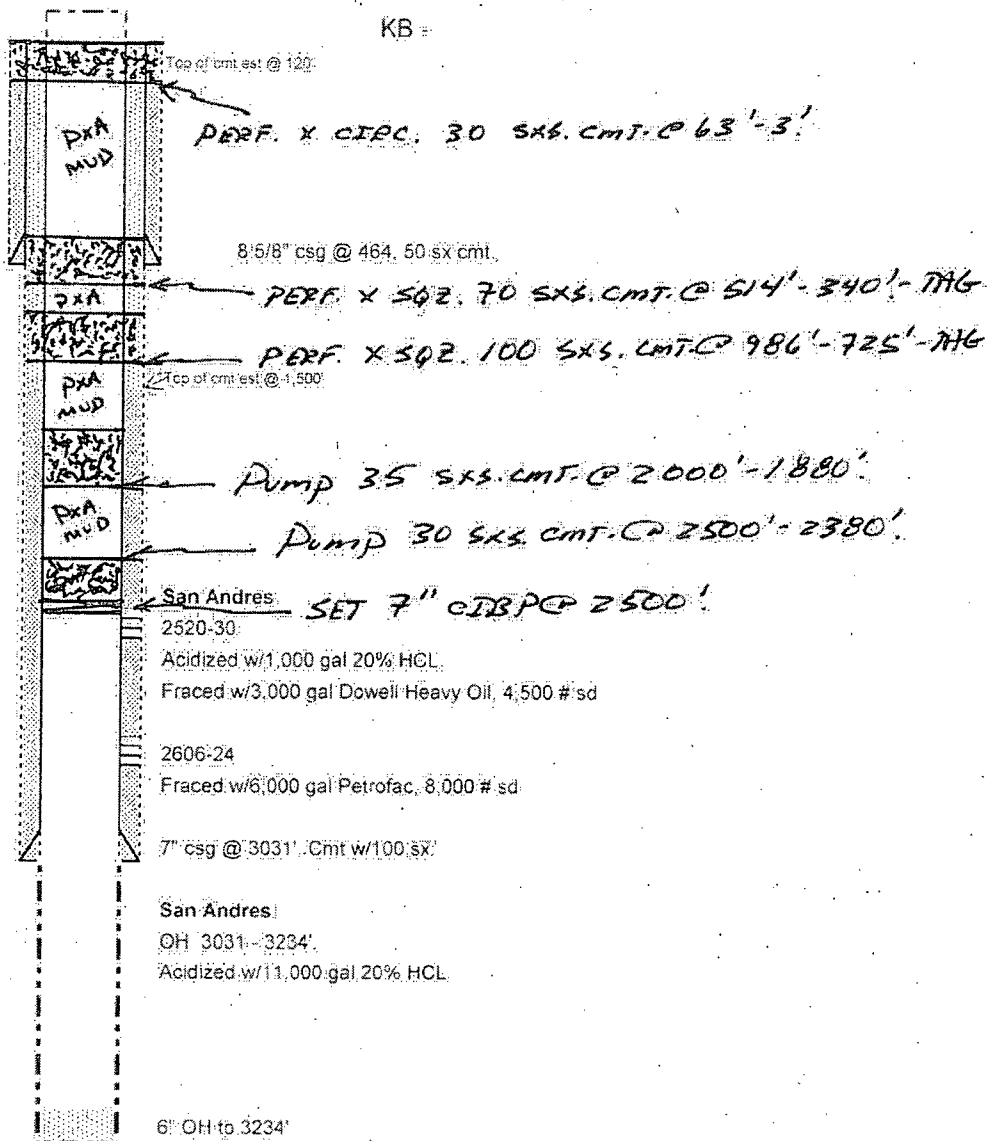 KB =
Top of cmt est @ 120
PxA
MUD
PERF. x CIRC. 30 SXS. CMT. @ 63'-3'.
8 5/8" csg @ 464, 50 sx cmt.
PERF. X SQZ. 70 SXS. CMT. @ 514'-340'-TAG
PxA
PERF. X SQZ. 100 SXS. CMT. @ 986'-725'-TAG
Top of cmt est @ 1,500'
PxA
MUD
Pump 35 SXS. CMT. @ 2000'-1880'.
PxA
MUD
Pump 30 SXS. CMT. @ 2500'-2380'.
San Andres
SET 7" CIBP @ 2500'.
2520-30
Acidized w/1,000 gal 20% HCL
Fraced w/3,000 gal Dowell Heavy Oil, 4,500 # sd
2606-24
Fraced w/6,000 gal Petrofac, 8,000 # sd
7" csg @ 3031'. Cmt w/100 sx.
San Andres
OH 3031 - 3234'.
Acidized w/11,000 gal 20% HCL
6" OH to 3234'